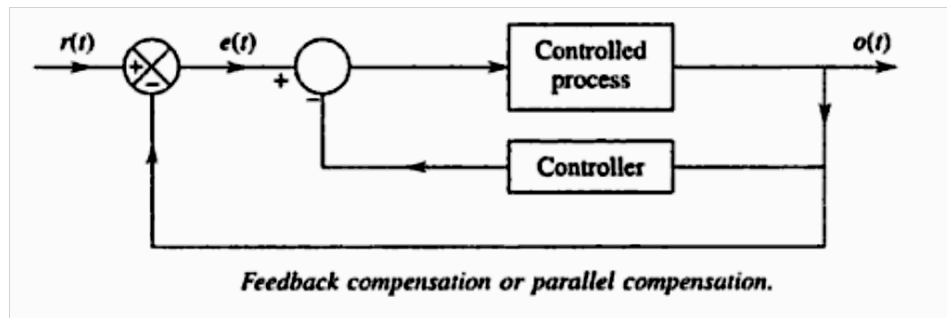 r(t)
e(t)
o(t)
+
-
+
-
Controlled
process
Controller
Feedback compensation or parallel compensation.